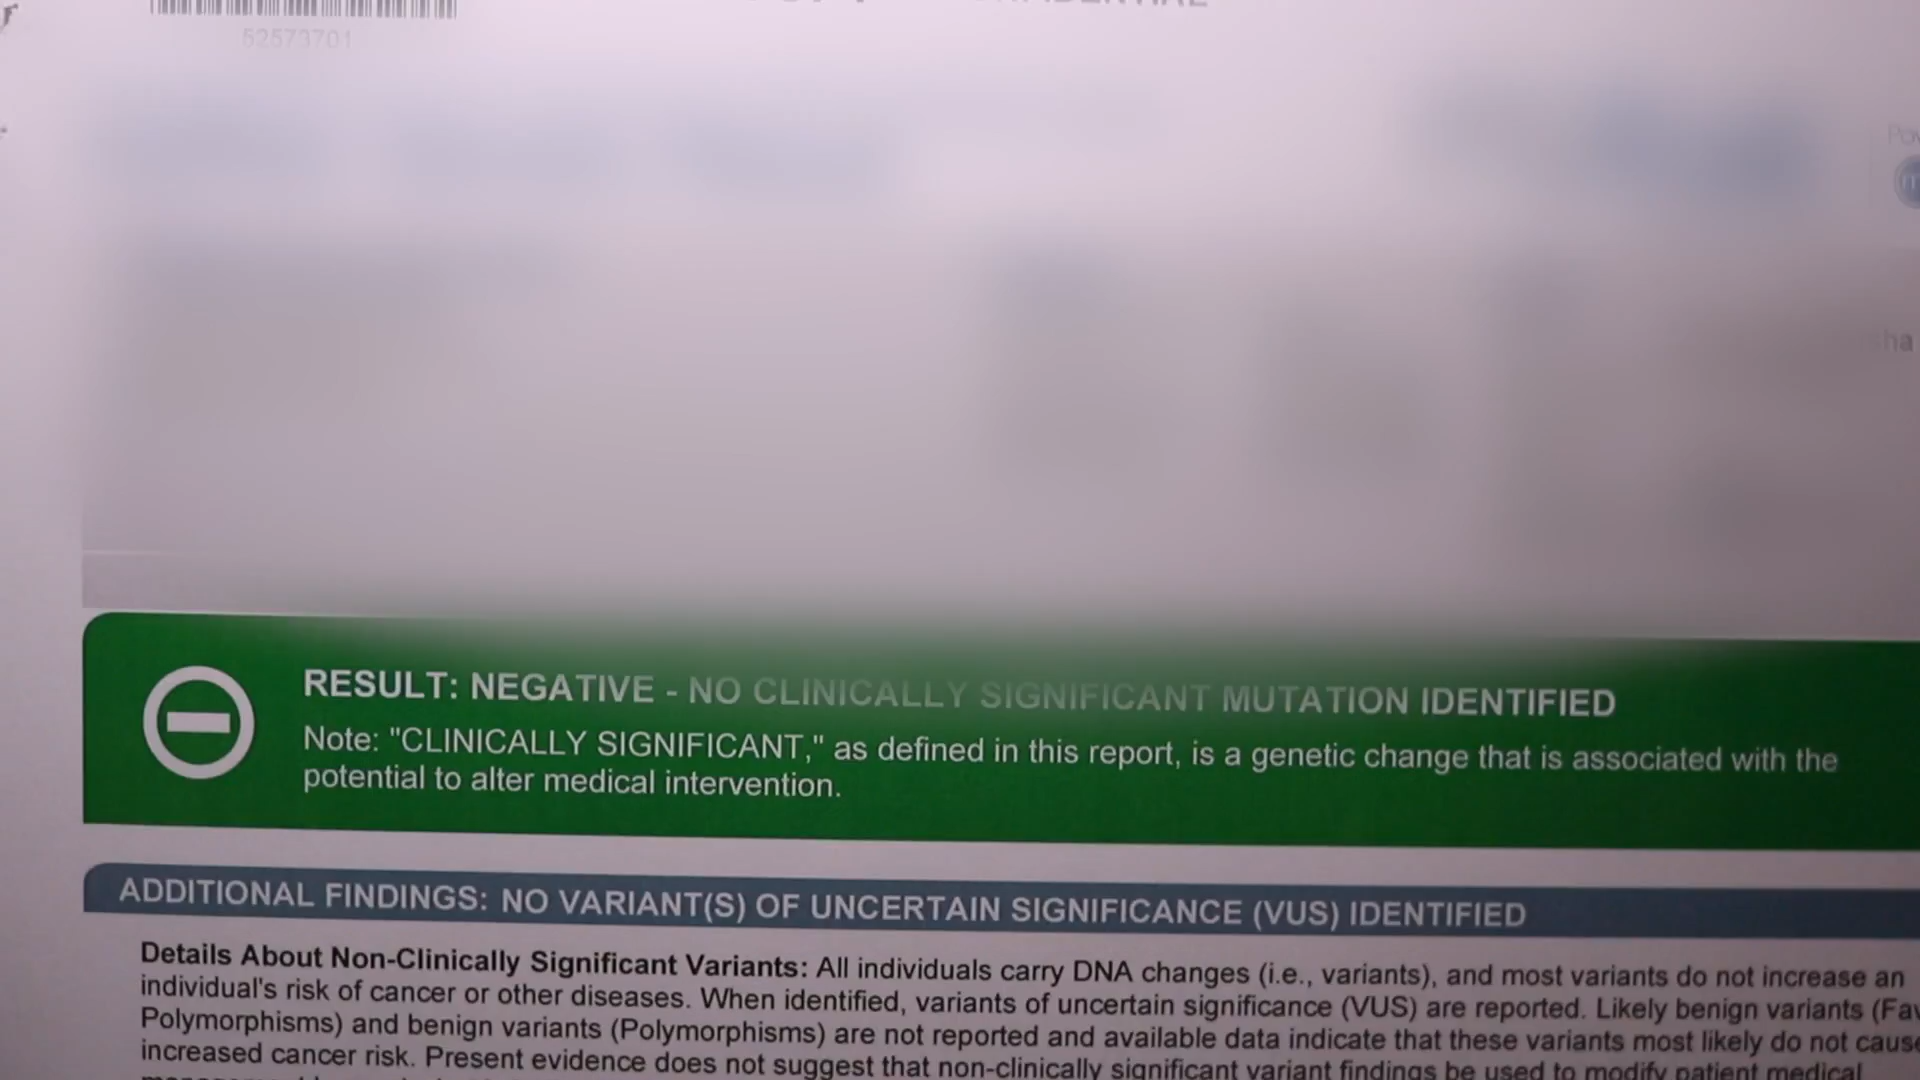 52573701
RESULT: NEGATIVE - NO CLINICALLY SIGNIFICANT MUTATION IDENTIFIED
Note: "CLINICALLY SIGNIFICANT," as defined in this report, is a genetic change that is associated with the
potential to alter medical intervention.
ADDITIONAL FINDINGS: NO VARIANT(S) OF UNCERTAIN SIGNIFICANCE (VUS) IDENTIFIED
Details About Non-Clinically Significant Variants: All individuals carry DNA changes (i.e., variants), and most variants do not increase an
individual's risk of cancer or other diseases. When identified, variants of uncertain significance (VUS) are reported. Likely benign variants (Fav
Polymorphisms) and benign variants (Polymorphisms) are not reported and available data indicate that these variants most likely do not cause
increased cancer risk. Present evidence does not suggest that non-clinically significant variant findings be used to modify patient medical